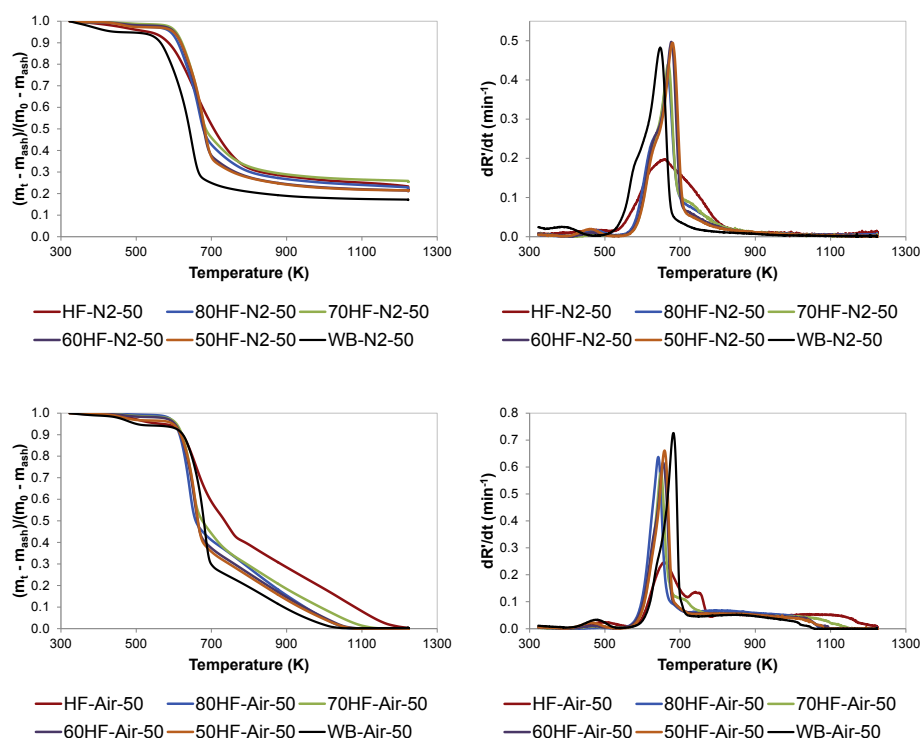 (mt - mash)/(m0 - mash)
1.0
0.9
0.8
0.7
0.6
0.5
0.4
0.3
0.2
0.1
0.0
300 500 700 900 1100 1300
Temperature (K)
HF-N2-50 80HF-N2-50 70HF-N2-50
60HF-N2-50 50HF-N2-50 WB-N2-50
dR'/dt (min-1)
0.5
0.4
0.3
0.2
0.1
0.0
300 500 700 900 1100 1300
Temperature (K)
HF-N2-50 80HF-N2-50 70HF-N2-50
60HF-N2-50 50HF-N2-50 WB-N2-50
(mt - mash)/(m0 - mash)
1.0
0.9
0.8
0.7
0.6
0.5
0.4
0.3
0.2
0.1
0.0
300 500 700 900 1100 1300
Temperature (K)
HF-Air-50 80HF-Air-50 70HF-Air-50
60HF-Air-50 50HF-Air-50 WB-Air-50
dR'/dt (min-1)
0.8
0.7
0.6
0.5
0.4
0.3
0.2
0.1
0.0
300 500 700 900 1100 1300
Temperature (K)
HF-Air-50 80HF-Air-50 70HF-Air-50
60HF-Air-50 50HF-Air-50 WB-Air-50